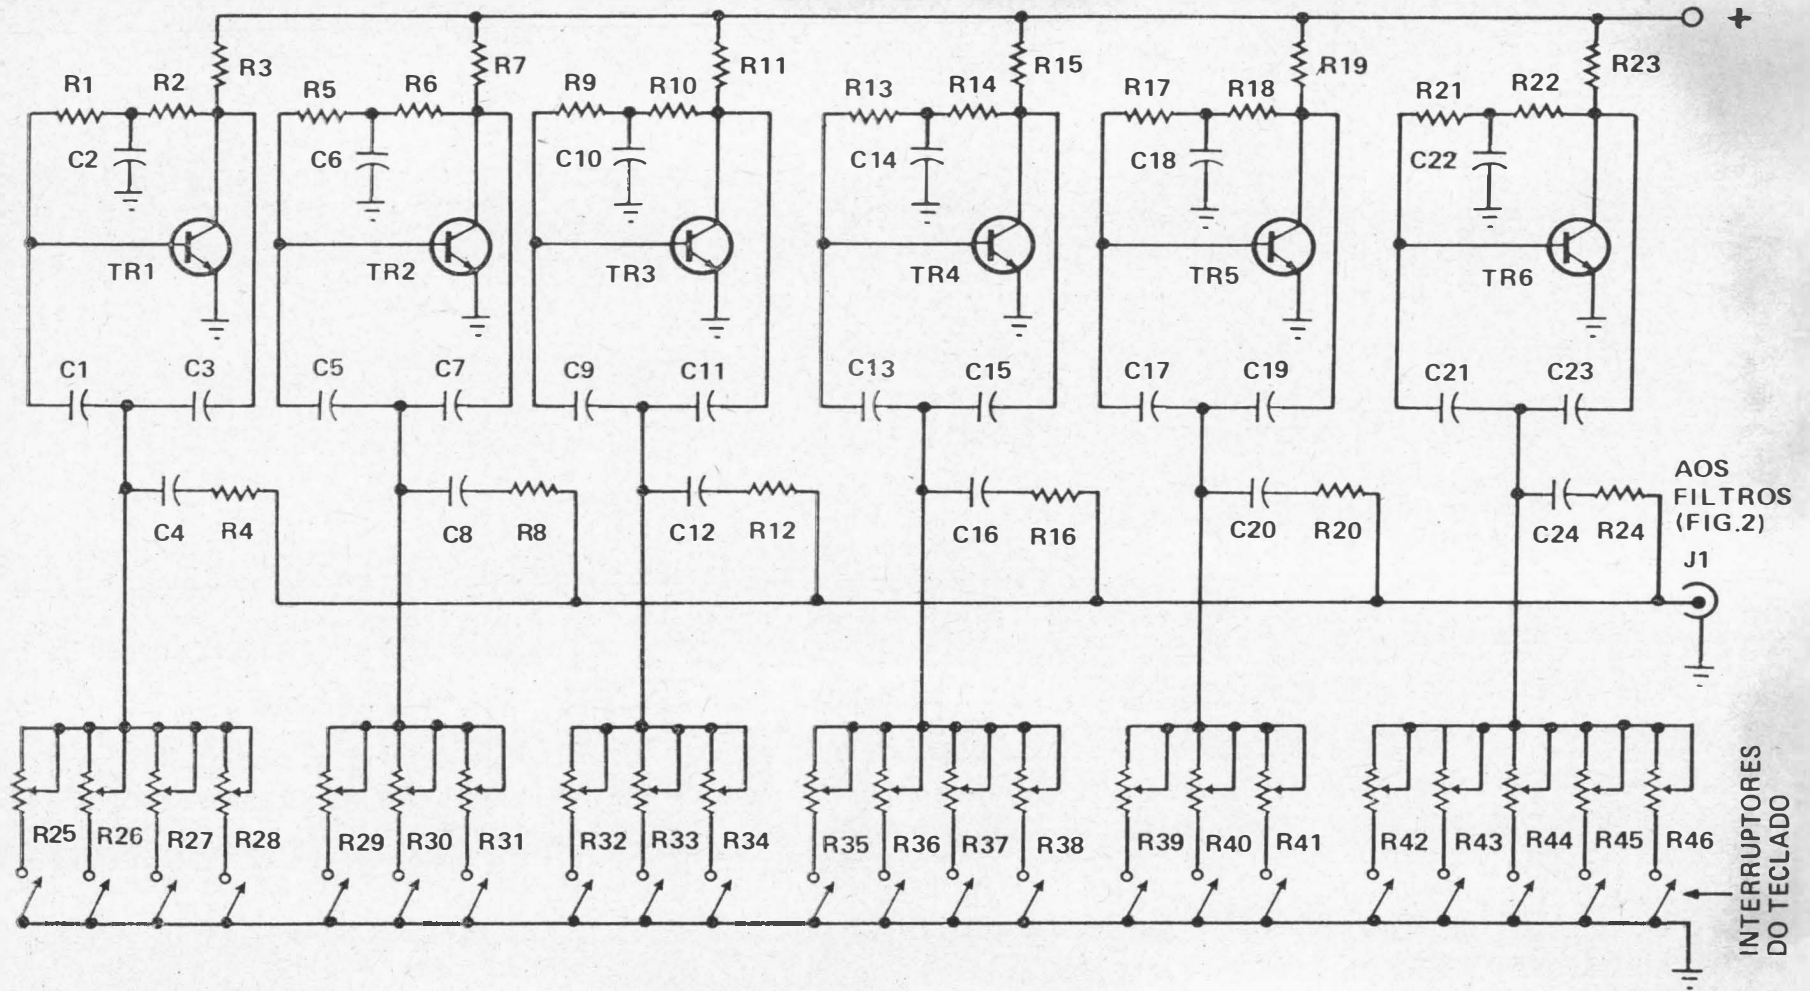 +
R3
R7
R11
R15
R19
R23
R1
R2
R5
R6
R9
R10
R13
R14
R17
R18
R21
R22
C2
C6
C10
C14
C18
C22
TR1
TR2
TR3
TR4
TR5
TR6
C1
C3
C5
C7
C9
C11
C13
C15
C17
C19
C21
C23
C4
R4
C8
R8
C12
R12
C16
R16
C20
R20
C24
R24
AOS
FILTROS
(FIG.2)
J1
R25
R26
R27
R28
R29
R30
R31
R32
R33
R34
R35
R36
R37
R38
R39
R40
R41
R42
R43
R44
R45
R46
INTERRUPTORES
DO TECLADO